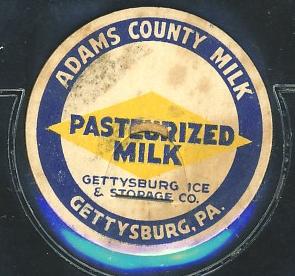 ADAMS COUNTY MILK
PASTEURIZED
MILK
GETTYSBURG ICE
& STORAGE CO.
GETTYSBURG, PA.